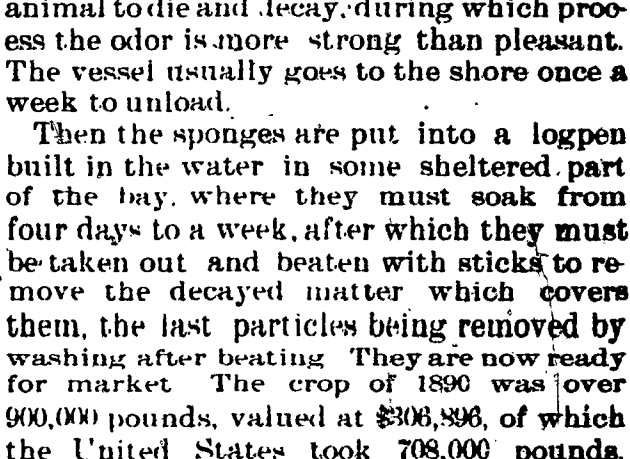 animal to die and decay, during which proc-
ess the odor is more strong than pleasant.
The vessel usually goes to the shore once a
week to unload.
Then the sponges are put into a logpen
built in the water in some sheltered part
of the bay, where they must soak from
four days to a week, after which they must
be taken out and beaten with sticks to re-
move the decayed matter which covers
them, the last particles being removed by
washing after beating They are now ready
for market The crop of 1890 was over
900,000 pounds, valued at $306,896, of which
the United States took 708,000 pounds.